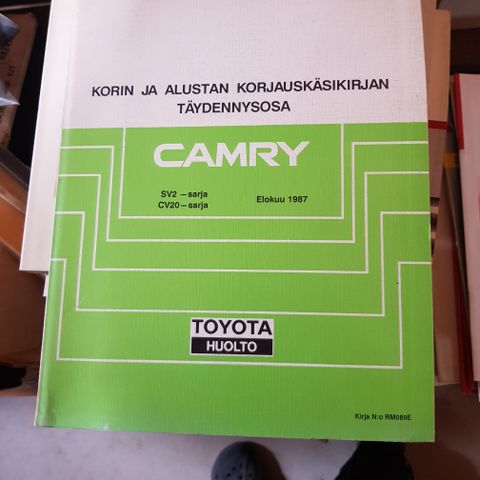 KORIN JA ALUSTAN KORJAUSKÄSIKIRJAN
TÄYDENNYSOSA
CAMRY
SV2 —sarja
CV20—sarja
Elokuu 1987
TOYOTA
HUOLTO
Kirja N:o RM089E